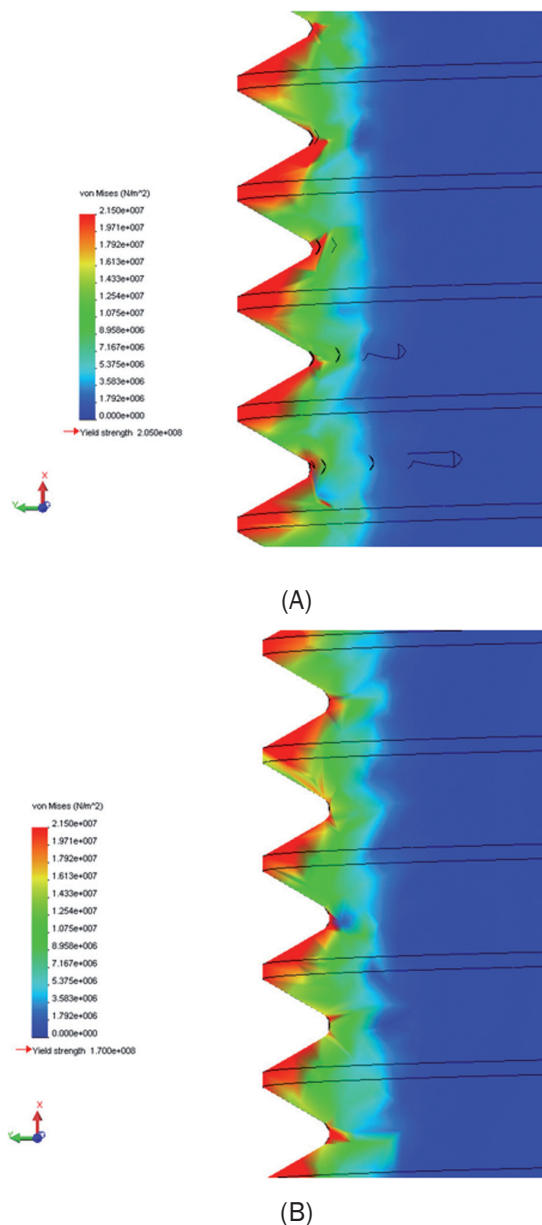 von Mises (N/m^2)
2.150e+007
1.971e+007
1.792e+007
1.613e+007
1.433e+007
1.254e+007
1.075e+007
8.958e+006
7.167e+006
5.375e+006
3.583e+006
1.792e+006
0.000e+000
Yield strength 2.050e+008
X
Y
(A)
von Mises (N/m^2)
2.150e+007
1.971e+007
1.792e+007
1.613e+007
1.433e+007
1.254e+007
1.075e+007
8.958e+006
7.167e+006
5.375e+006
3.583e+006
1.792e+006
0.000e+000
Yield strength 1.700e+008
X
Y
(B)